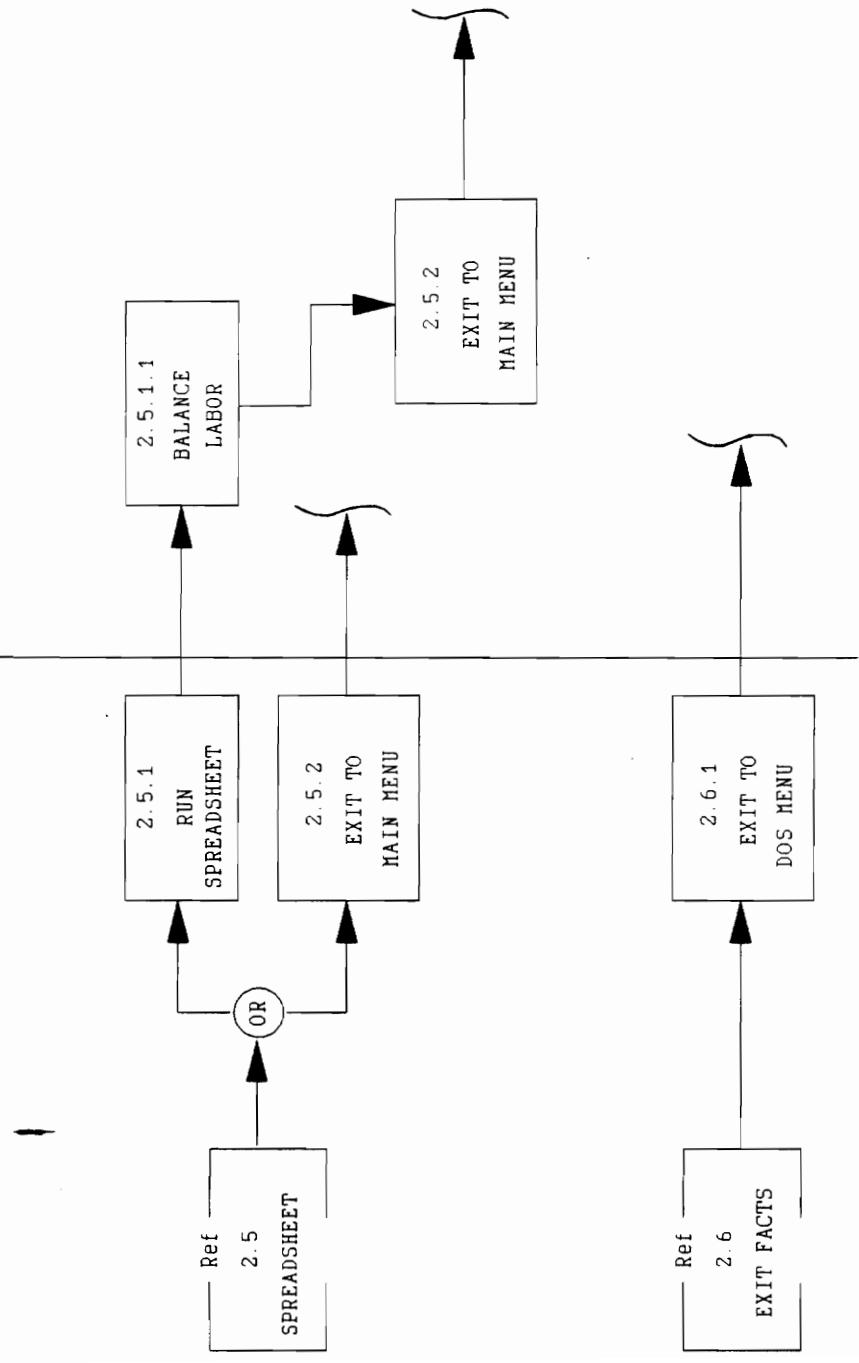 Ref
2.5
SPREADSHEET
OR
2.5.1
RUN
SPREADSHEET
2.5.2
EXIT TO
MAIN MENU
2.5.1.1
BALANCE
LABOR
2.5.2
EXIT TO
MAIN MENU
Ref
2.6
EXIT FACTS
2.6.1
EXIT TO
DOS MENU